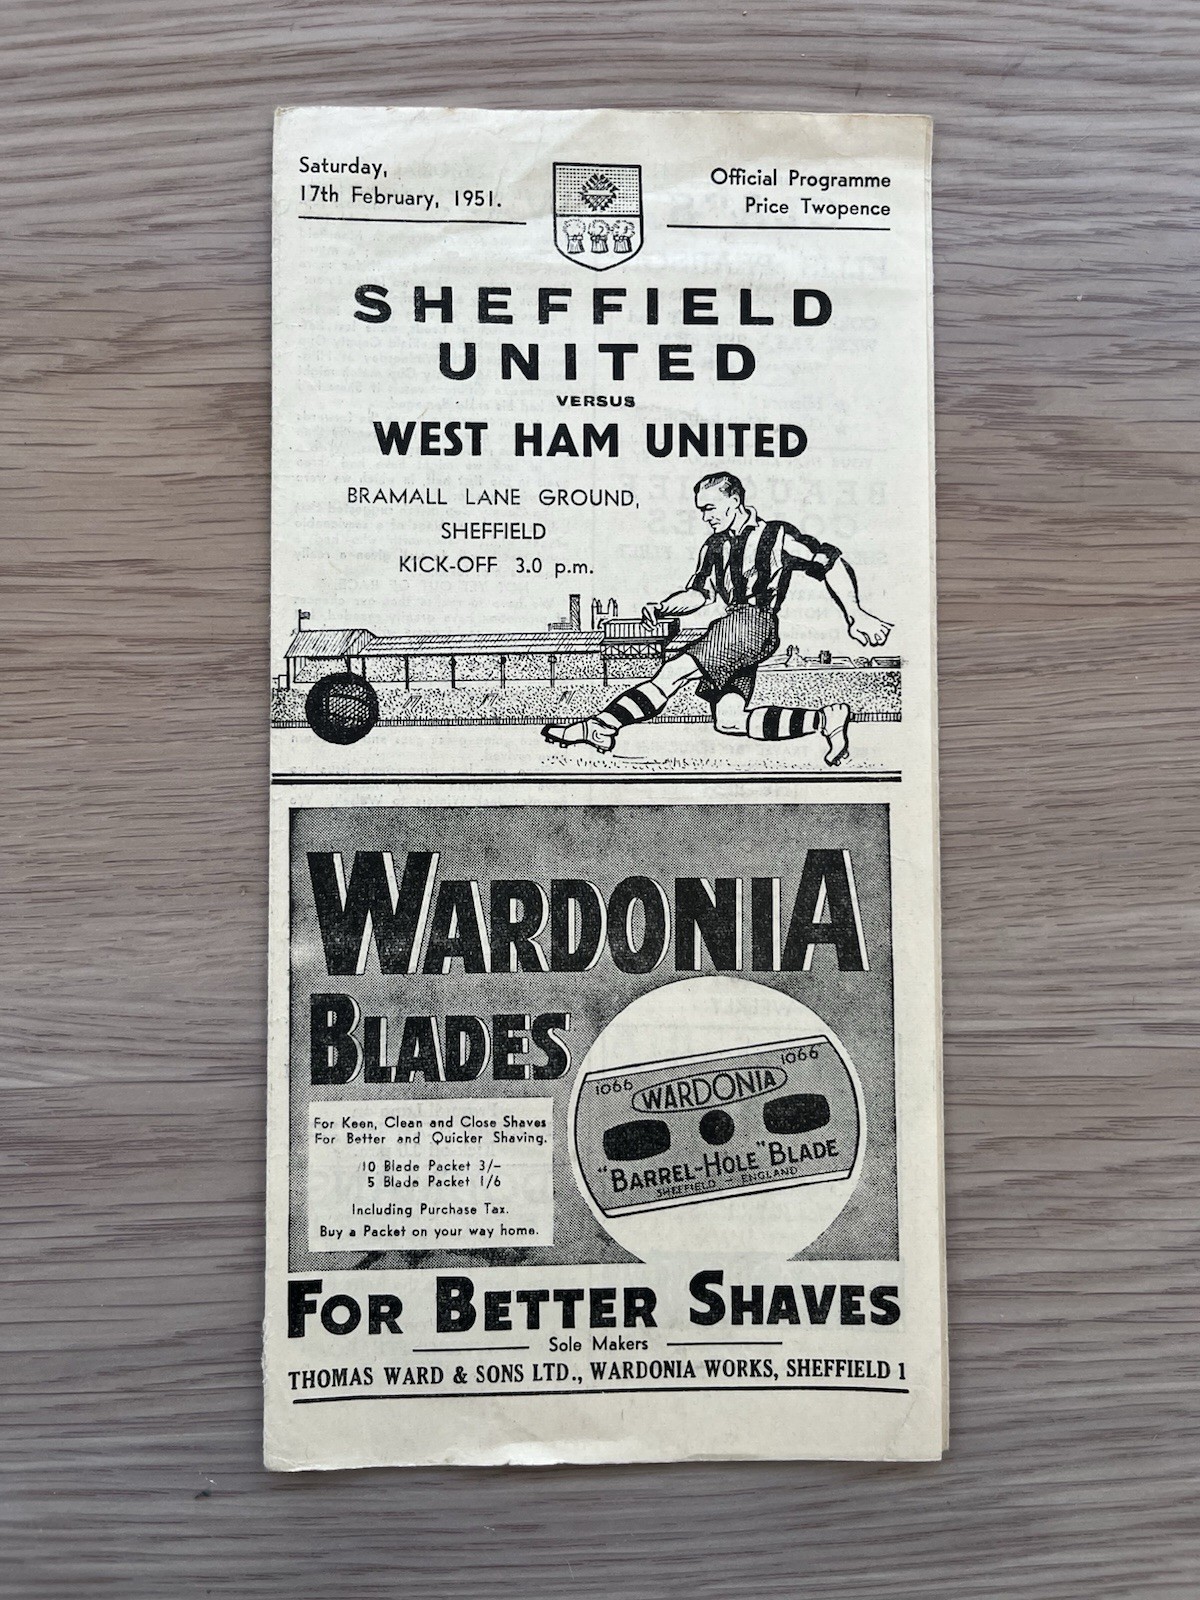 Saturday,
17th February, 1951.
Official Programme
Price Twopence
SHEFFIELD
UNITED
VERSUS
WEST HAM UNITED
BRAMALL LANE GROUND,
SHEFFIELD
KICK-OFF 3.0 p.m.
WARDONIA
BLADES
For Keen, Clean and Close Shaves
For Better and Quicker Shaving.
10 Blade Packet 3/-
5 Blade Packet 1/6
Including Purchase Tax.
Buy a Packet on your way home.
1066 1066
WARDONIA
"BARREL-HOLE" BLADE
SHEFFIELD - ENGLAND
FOR BETTER SHAVES
Sole Makers
THOMAS WARD & SONS LTD., WARDONIA WORKS, SHEFFIELD 1